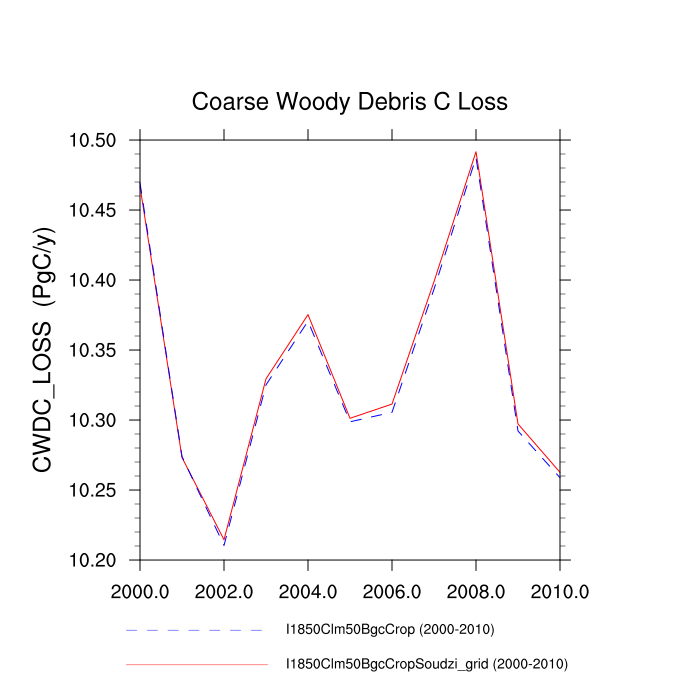 Coarse Woody Debris C Loss
CWDC_LOSS (PgC/y)
10.50
10.45
10.40
10.35
10.30
10.25
10.20
2000.0 2002.0 2004.0 2006.0 2008.0 2010.0
I1850Clm50BgcCrop (2000-2010)
I1850Clm50BgcCropSoudzi_grid (2000-2010)